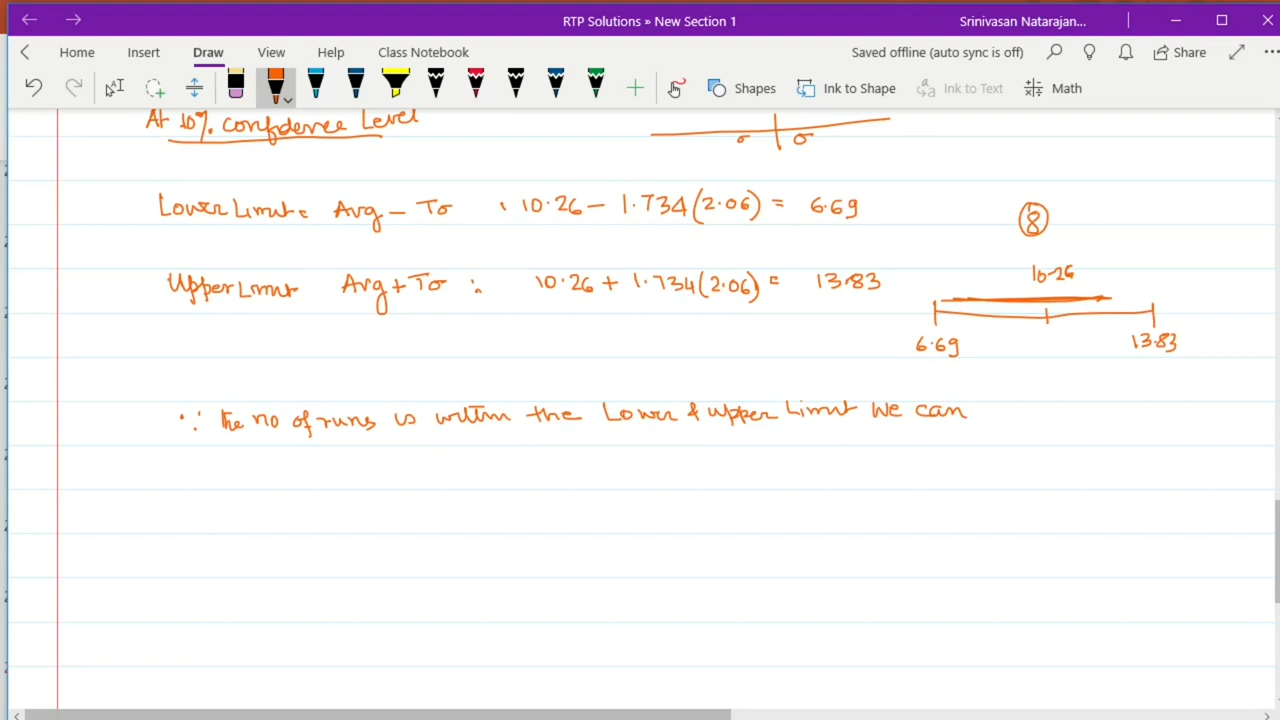 RTP Solutions » New Section 1
Srinivasan Natarajan...
Home Insert Draw View Help Class Notebook
Saved offline (auto sync is off)
Share
Shapes
Ink to Shape
Ink to Text
Math
At 10% confidence Level
σ σ
Lower Limit: Avg - Tσ : 10.26 - 1.734(2.06) = 6.69
8
10.26
Upper Limit Avg + Tσ : 10.26 + 1.734(2.06) = 13.83
6.69 13.83
∵ the no of runs is within the Lower & upper Limit We can